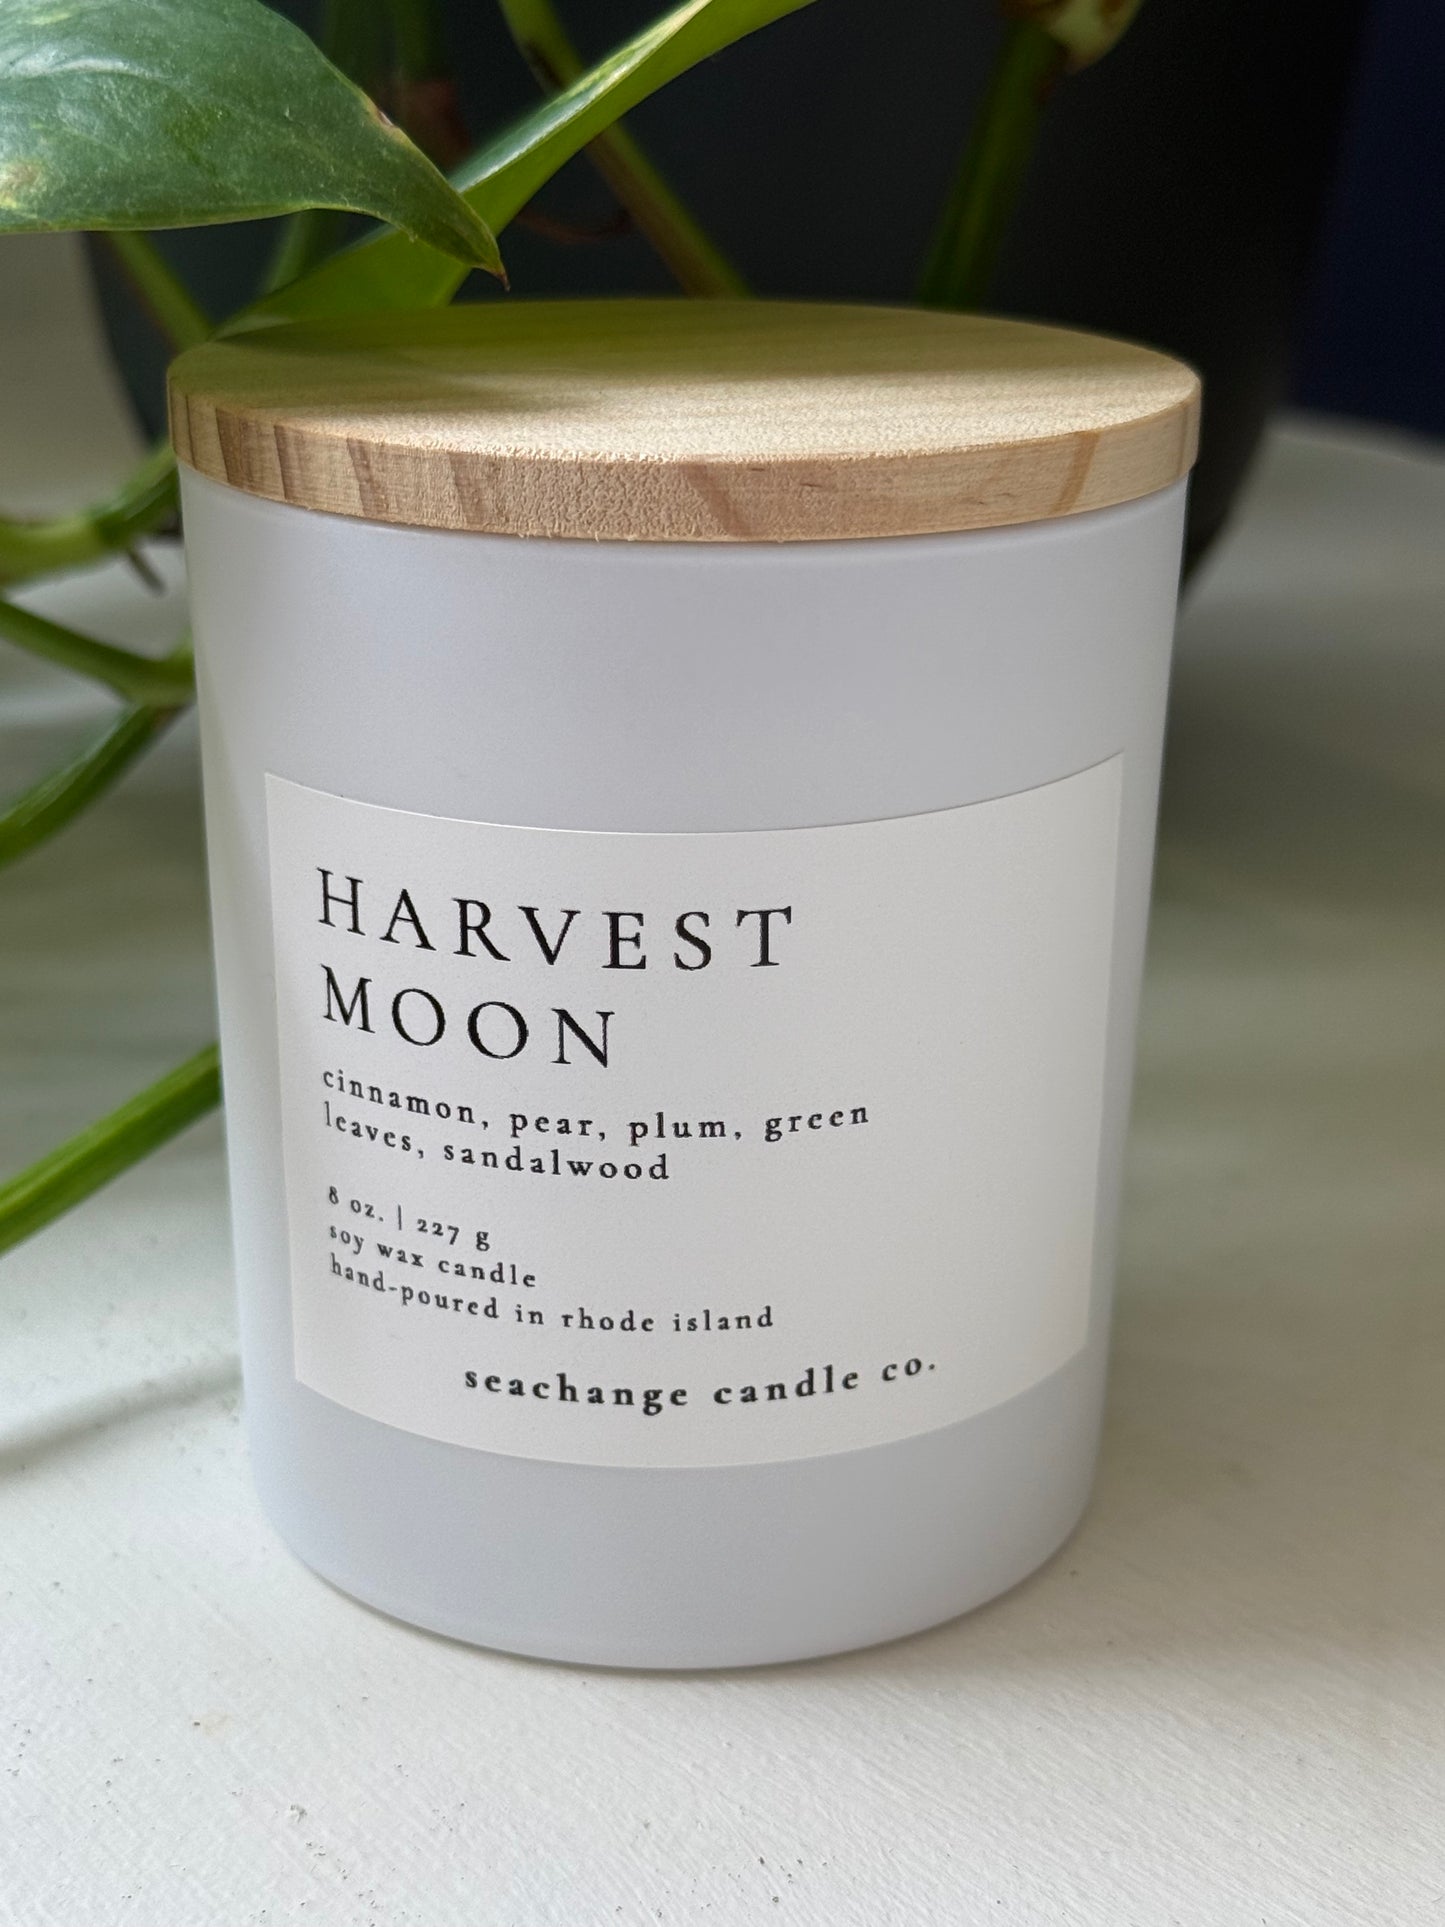 HARVEST
MOON
cinnamon, pear, plum, green
leaves, sandalwood
8 oz. | 227 g
soy wax candle
hand-poured in rhode island
seachange candle co.